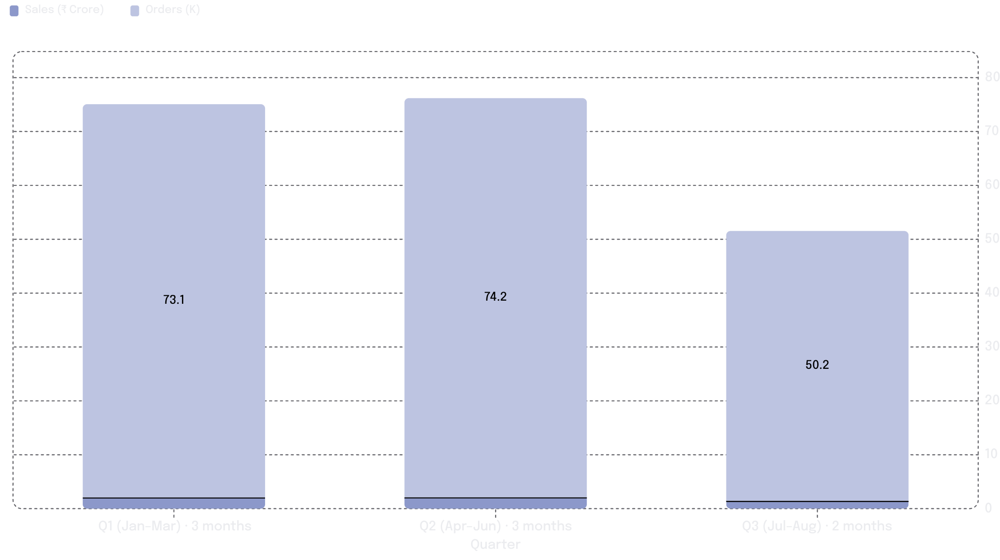 Sales (₹ Crore) Orders (K)
80
70
60
50
40
30
20
10
0
73.1 74.2 50.2
Q1 (Jan–Mar) · 3 months Q2 (Apr–Jun) · 3 months Q3 (Jul–Aug) · 2 months
Quarter